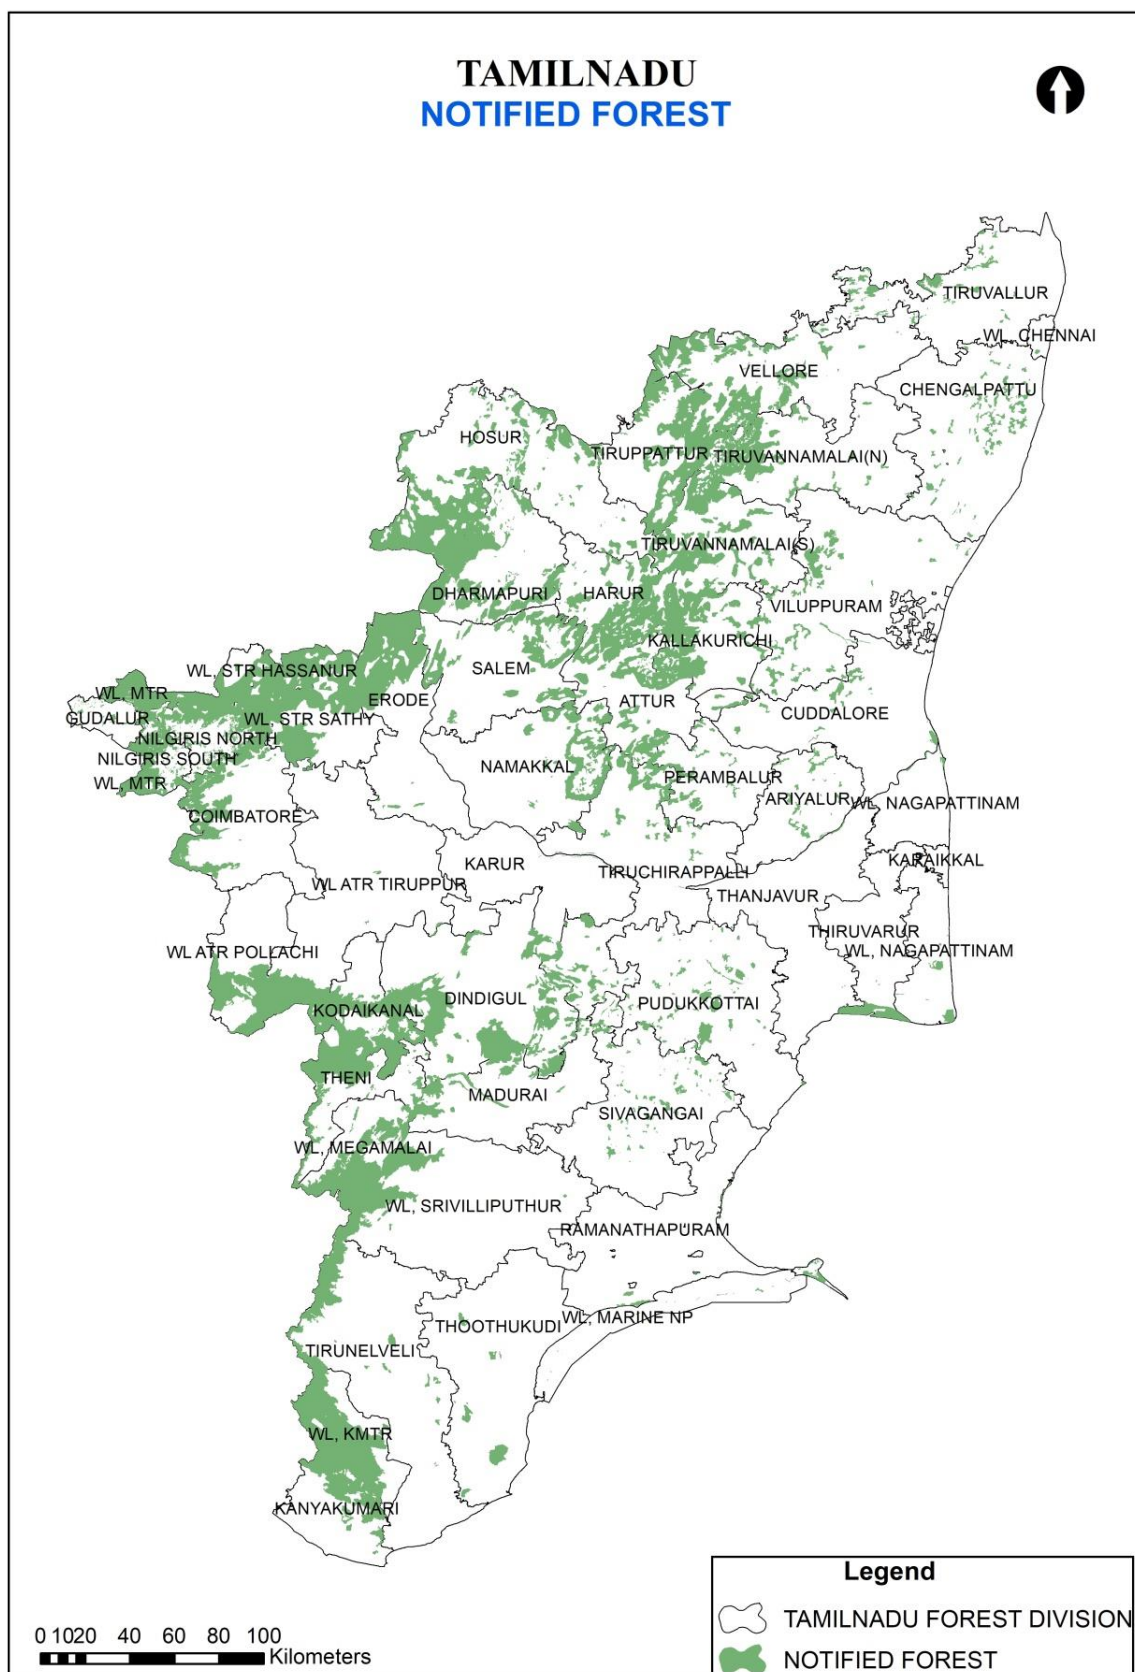 TAMILNADU
NOTIFIED FOREST
TIRUVALLUR
WL, CHENNAI
VELLORE
CHENGALPATTU
HOSUR
TIRUPPATTUR
TIRUVANNAMALAI(N)
TIRUVANNAMALAI(S)
DHARMAPURI
HARUR
VILUPPURAM
KALLAKURICHI
WL, STR HASSANUR
SALEM
WL, MTR
ERODE
ATTUR
GUDALUR
WL, STR SATHY
CUDDALORE
NILGIRIS NORTH
NILGIRIS SOUTH
NAMAKKAL
PERAMBALUR
WL, MTR
ARIYALUR
WL, NAGAPATTINAM
COIMBATORE
KARUR
KARAIKKAL
TIRUCHIRAPPALLI
WL ATR TIRUPPUR
THANJAVUR
THIRUVARUR
WL ATR POLLACHI
WL, NAGAPATTINAM
DINDIGUL
PUDUKKOTTAI
KODAIKANAL
THENI
MADURAI
SIVAGANGAI
WL, MEGAMALAI
WL, SRIVILLIPUTHUR
RAMANATHAPURAM
WL, MARINE NP
THOOTHUKUDI
TIRUNELVELI
WL, KMTR
KANYAKUMARI
Legend
TAMILNADU FOREST DIVISION
NOTIFIED FOREST
0 1020 40 60 80 100
Kilometers